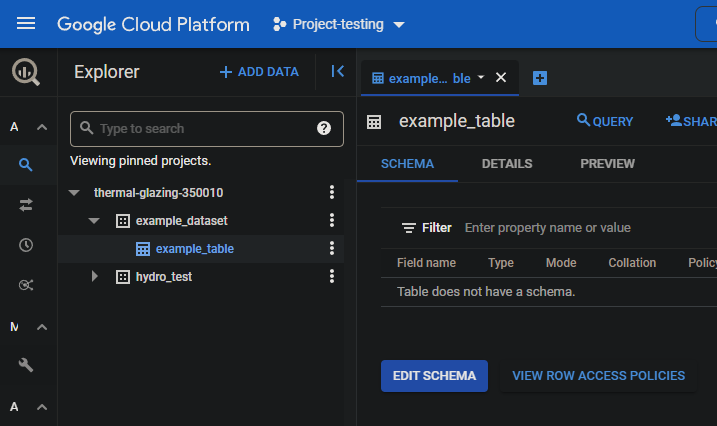 Google Cloud Platform
Project-testing
Explorer
+ ADD DATA
Type to search
Viewing pinned projects.
thermal-glazing-350010
example_dataset
example_table
hydro_test
A
M
A
example... ble
example_table
QUERY
SHAR
SCHEMA DETAILS PREVIEW
Filter Enter property name or value
Field name Type Mode Collation Policy
Table does not have a schema.
EDIT SCHEMA
VIEW ROW ACCESS POLICIES